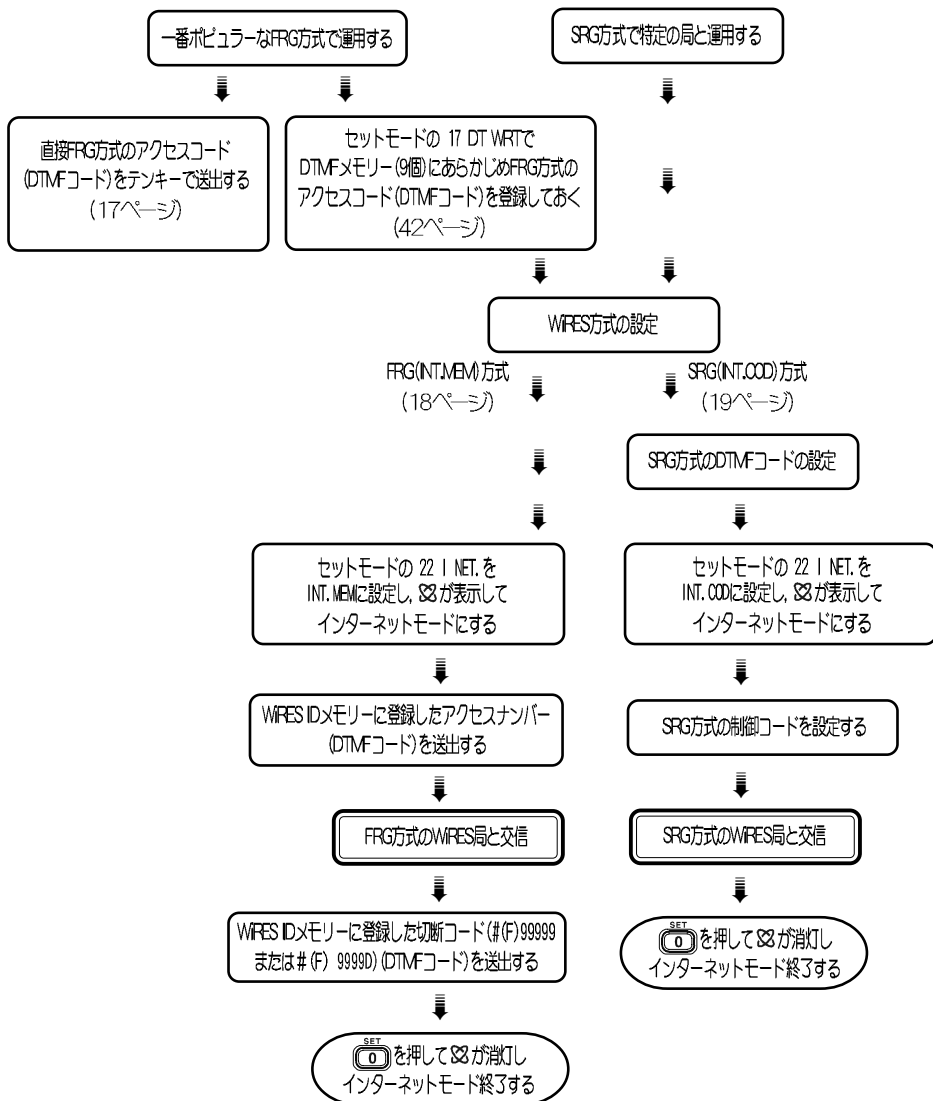 一番ポピュラーなFRG方式で運用する
SRG方式で特定の局と運用する
直接FRG方式のアクセスコード
(DTMFコード)をテンキーで送出する
(17ページ)
セットモードの 17 DT WRTで
DTMFメモリー(9個)にあらかじめFRG方式の
アクセスコード(DTMFコード)を登録しておく
(42ページ)
WiRES方式の設定
FRG(INT.MEM)方式
(18ページ)
SRG(INT.COD)方式
(19ページ)
SRG方式のDTMFコードの設定
セットモードの 22 I NET. を
INT. MEMに設定し, が表示して
インターネットモードにする
セットモードの 22 I NET. を
INT. CODに設定し, が表示して
インターネットモードにする
WiRES IDメモリーに登録したアクセスナンバー
(DTMFコード)を送出する
SRG方式の制御コードを設定する
FRG方式のWiRES局と交信
SRG方式のWiRES局と交信
WiRES IDメモリーに登録した切断コード(#(F)99999
または#(F) 9999D)(DTMFコード)を送出する
SET
0 を押して が消灯し
インターネットモード終了する
SET
0 を押して が消灯し
インターネットモード終了する